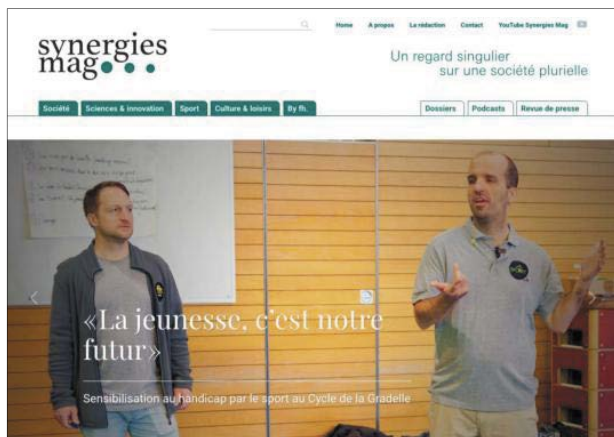 Home A propos La rédaction Contact YouTube Synergies Mag
synergies
mag
Un regard singulier
sur une société plurielle
Société Sciences & innovation Sport Culture & loisirs By fh. Dossiers Podcasts Revue de presse
«La jeunesse, c'est notre
futur»
Sensibilisation au handicap par le sport au Cycle de la Gradelle